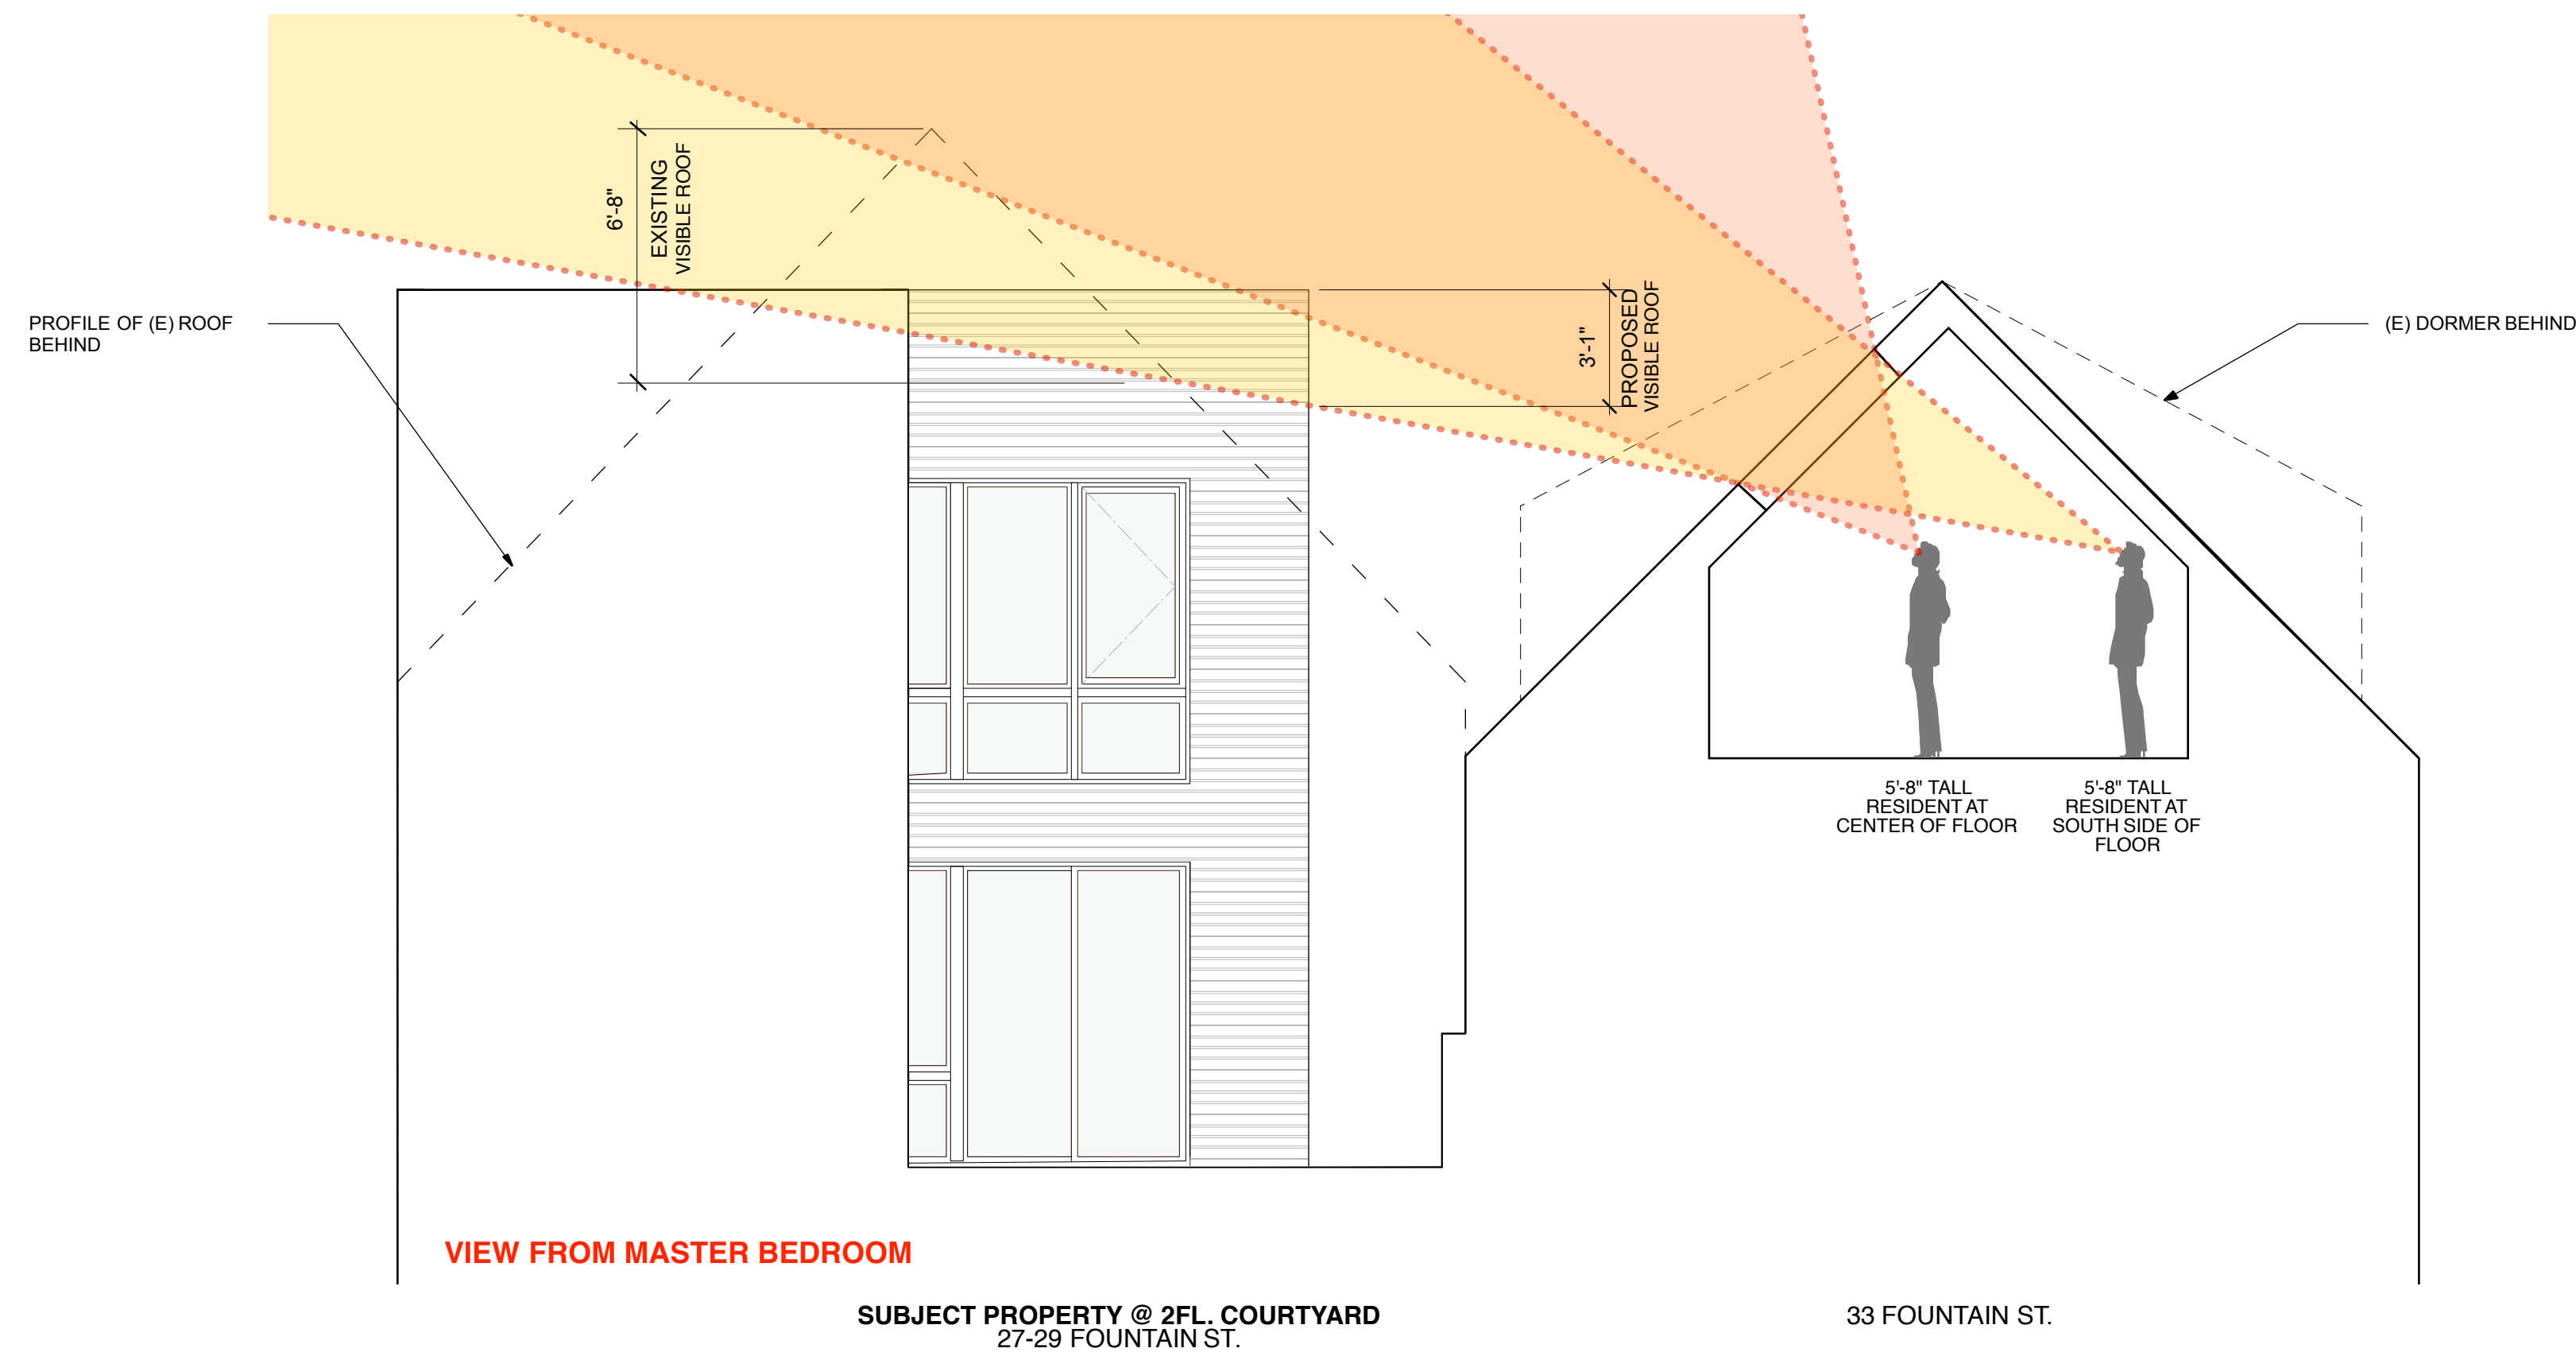 6'-8"
EXISTING
VISIBLE ROOF
PROFILE OF (E) ROOF
BEHIND
3'-1"
PROPOSED
VISIBLE ROOF
(E) DORMER BEHIND
5'-8" TALL
RESIDENT AT
CENTER OF FLOOR
5'-8" TALL
RESIDENT AT
SOUTH SIDE OF
FLOOR
VIEW FROM MASTER BEDROOM
SUBJECT PROPERTY @ 2FL. COURTYARD
27-29 FOUNTAIN ST.
33 FOUNTAIN ST.